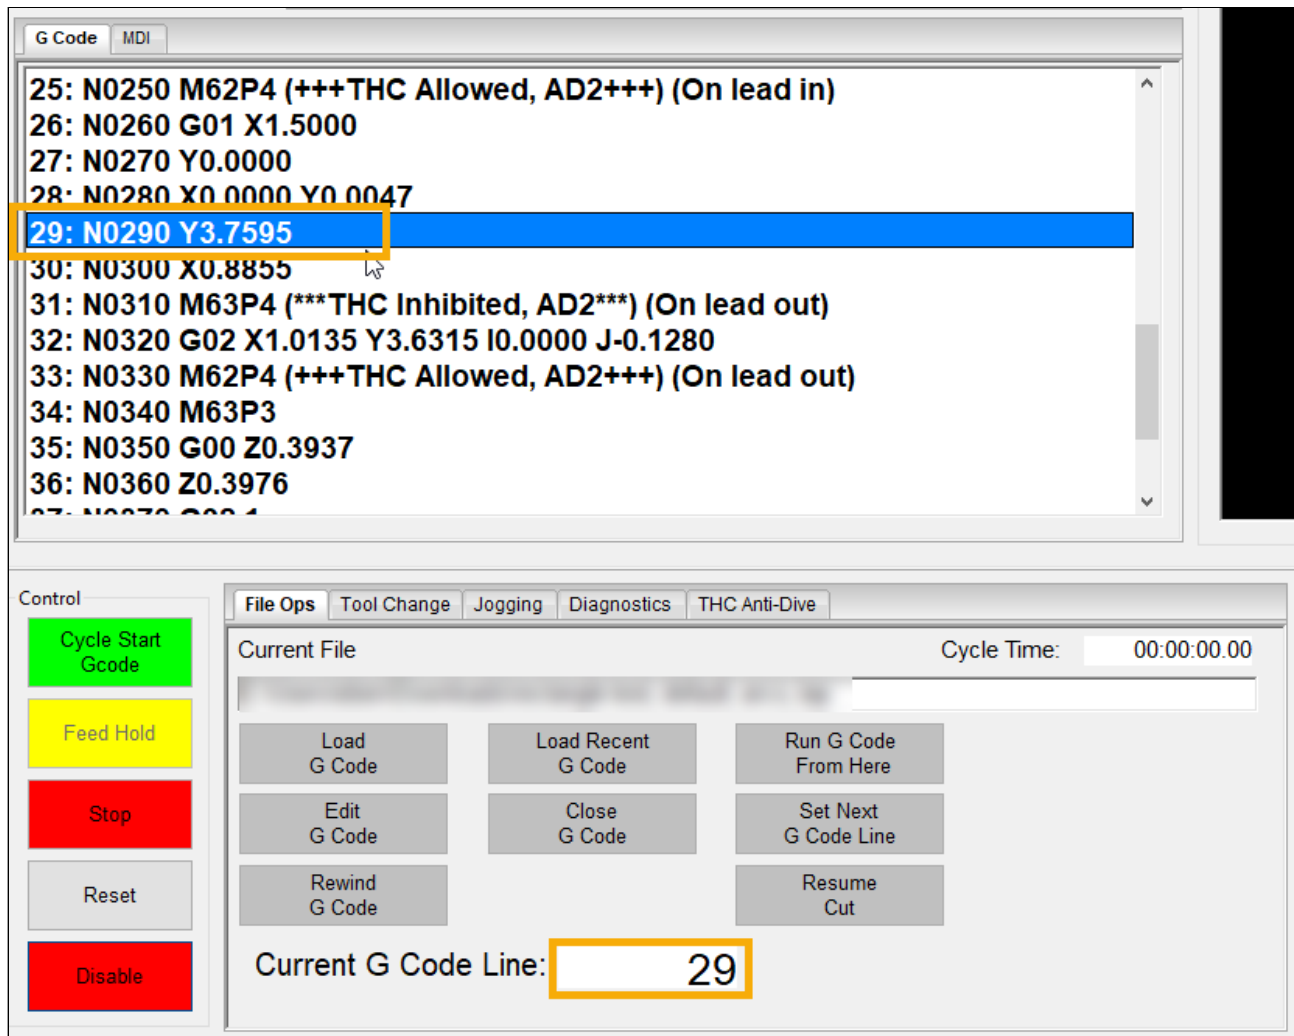 G Code MDI
25: N0250 M62P4 (+++THC Allowed, AD2+++) (On lead in)
26: N0260 G01 X1.5000
27: N0270 Y0.0000
28: N0280 X0.0000 Y0.0047
29: N0290 Y3.7595
30: N0300 X0.8855
31: N0310 M63P4 (***THC Inhibited, AD2***) (On lead out)
32: N0320 G02 X1.0135 Y3.6315 I0.0000 J-0.1280
33: N0330 M62P4 (+++THC Allowed, AD2+++) (On lead out)
34: N0340 M63P3
35: N0350 G00 Z0.3937
36: N0360 Z0.3976
Control
Cycle Start
Gcode
Feed Hold
Stop
Reset
Disable
File Ops Tool Change Jogging Diagnostics THC Anti-Dive
Current File Cycle Time: 00:00:00.00
Load
G Code
Load Recent
G Code
Run G Code
From Here
Edit
G Code
Close
G Code
Set Next
G Code Line
Rewind
G Code
Resume
Cut
Current G Code Line: 29